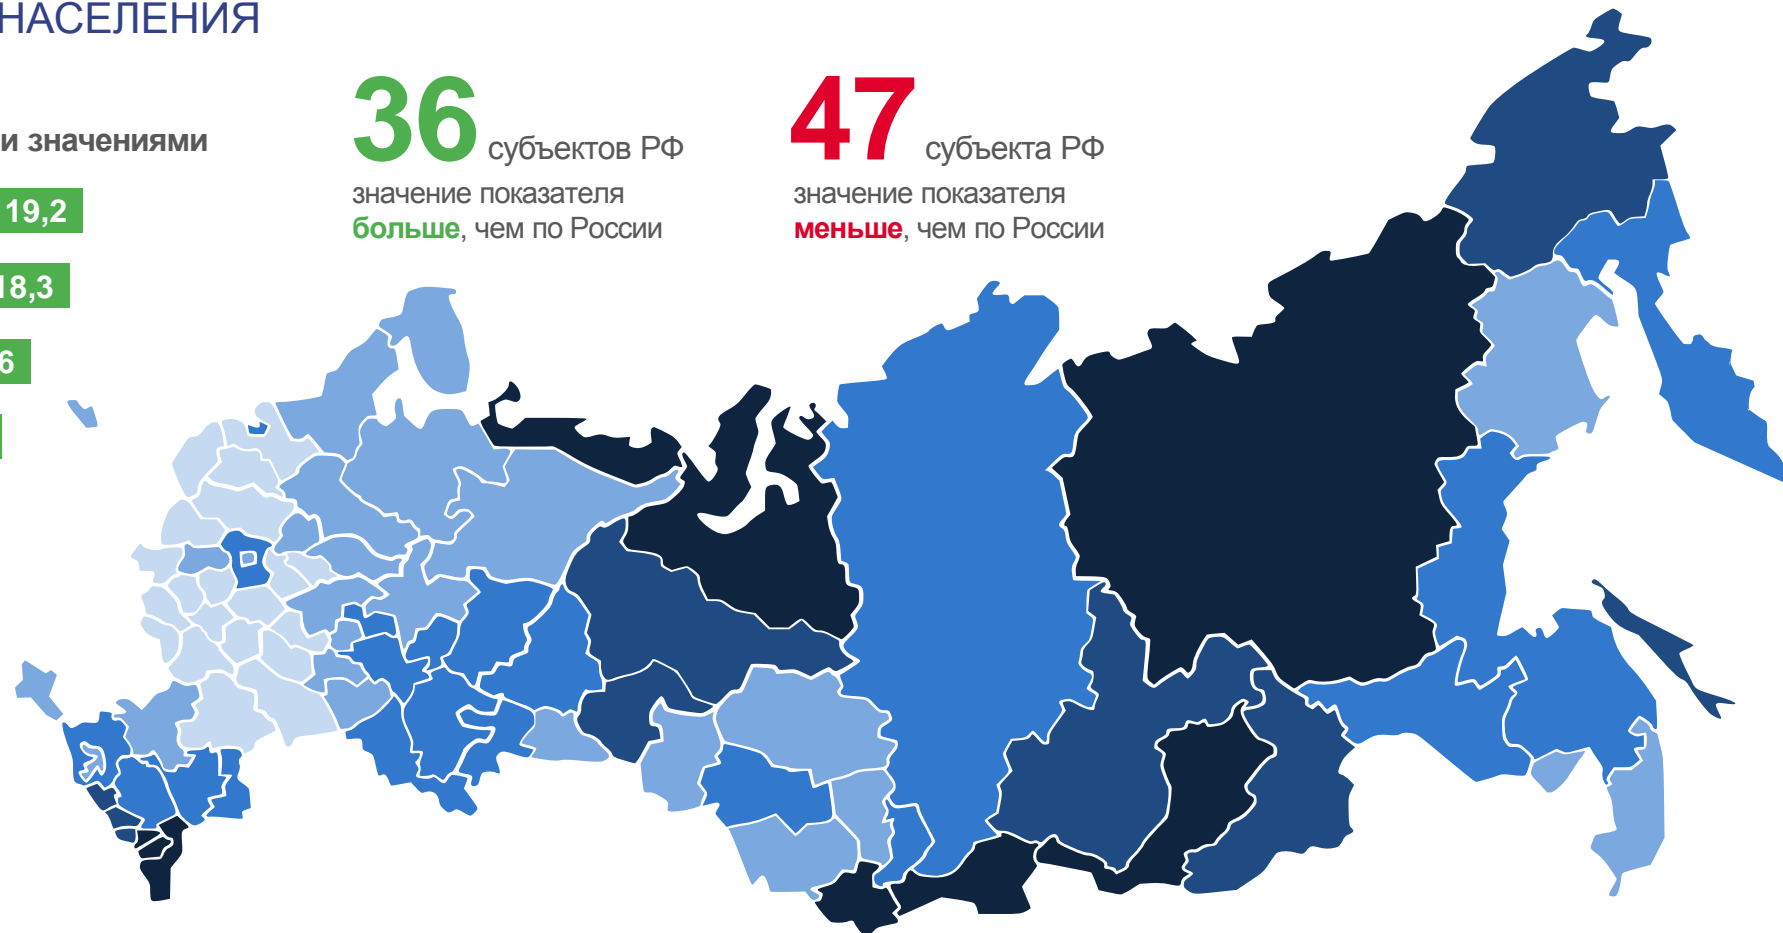 НАСЕЛЕНИЯ
и значениями
19,2
18,3
6
36 субъектов РФ
значение показателя
больше, чем по России
47 субъекта РФ
значение показателя
меньше, чем по России